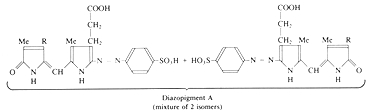 COOH COOH
CH₂ CH₂
Me R Me CH₂ CH₂ Me Me R
O N H CH N H N - N SO₃H + HO₃S N - N N H CH N H O
Diazopigment A
(mixture of 2 isomers)